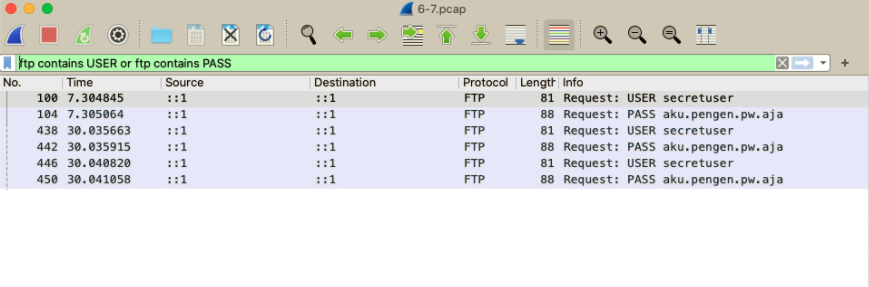 6-7.pcap
ftp contains USER or ftp contains PASS
No. Time Source Destination Protocol Length Info
100 7.304845 ::1 ::1 FTP 81 Request: USER secretuser
104 7.305064 ::1 ::1 FTP 88 Request: PASS aku.pengen.pw.aja
438 30.035663 ::1 ::1 FTP 81 Request: USER secretuser
442 30.035915 ::1 ::1 FTP 88 Request: PASS aku.pengen.pw.aja
446 30.040820 ::1 ::1 FTP 81 Request: USER secretuser
450 30.041058 ::1 ::1 FTP 88 Request: PASS aku.pengen.pw.aja